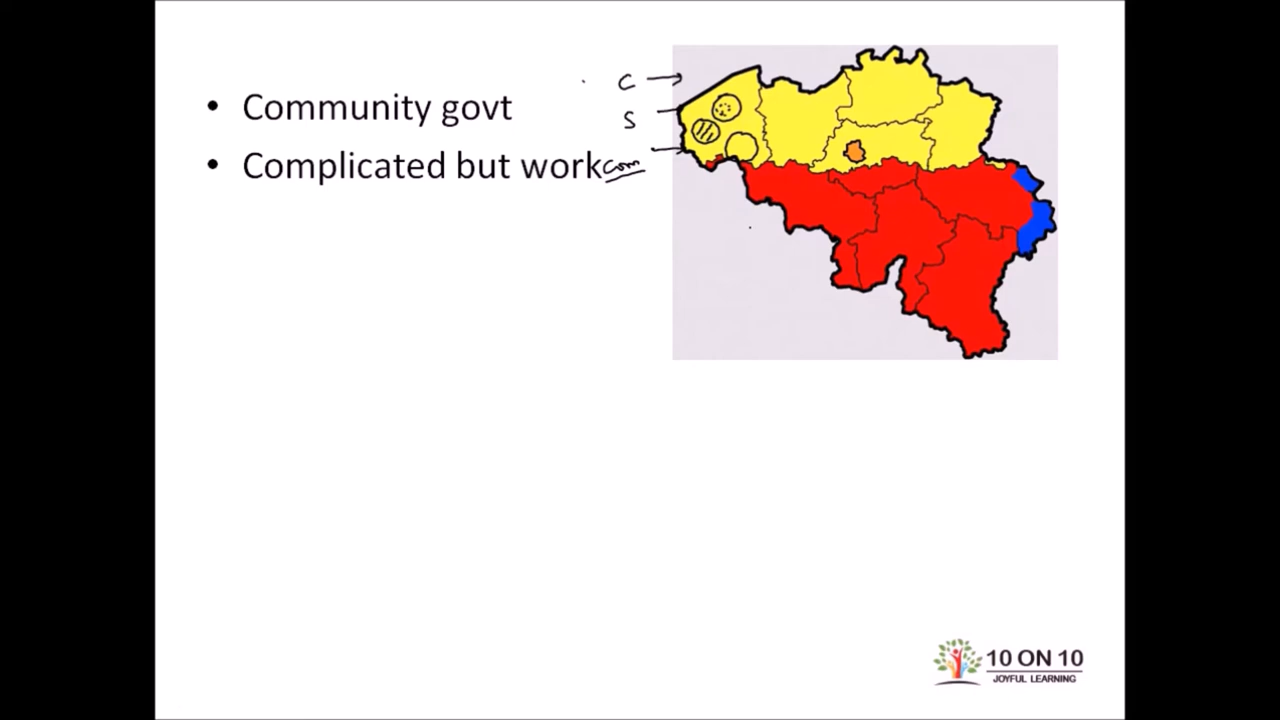 • Community govt
• Complicated but work
C
S
Com
10 ON 10
JOYFUL LEARNING